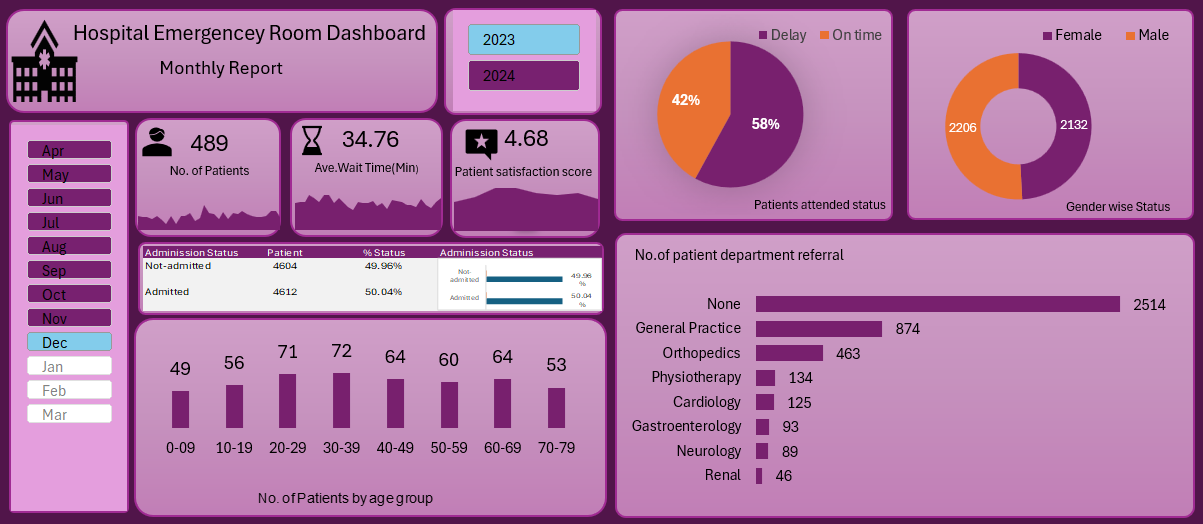 Hospital Emergencey Room Dashboard
Monthly Report
2023
2024
Apr
May
Jun
Jul
Aug
Sep
Oct
Nov
Dec
Jan
Feb
Mar
489
No. of Patients
34.76
Ave.Wait Time(Min)
4.68
Patient satisfaction score
Adminission Status Patient % Status Adminission Status
Not-admitted 4604 49.96%
Admitted 4612 50.04%
Not-
admitted
49.96
%
Admitted
50.04
%
49 56 71 72 64 60 64 53
0-09 10-19 20-29 30-39 40-49 50-59 60-69 70-79
No. of Patients by age group
Delay On time
42%
58%
Patients attended status
Female Male
2206
2132
Gender wise Status
No.of patient department referral
None 2514
General Practice 874
Orthopedics 463
Physiotherapy 134
Cardiology 125
Gastroenterology 93
Neurology 89
Renal 46